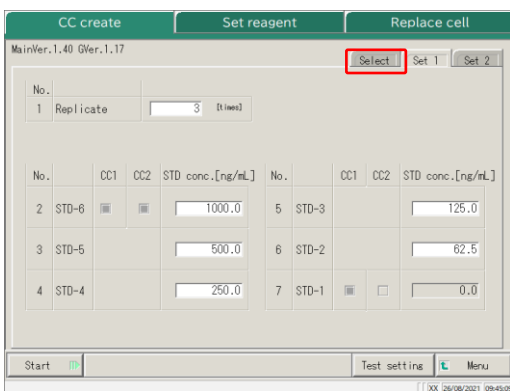 CC create Set reagent Replace cell
MainVer.1.40 GVer.1.17
Select Set 1 Set 2
No.
1 Replicate 3 [times]
No. CC1 CC2 STD conc.[ng/mL] No. CC1 CC2 STD conc.[ng/mL]
2 STD-6 1000.0 5 STD-3 125.0
3 STD-5 500.0 6 STD-2 62.5
4 STD-4 250.0 7 STD-1 0.0
Start Test setting Menu
XX 26/08/2021 09:45:09